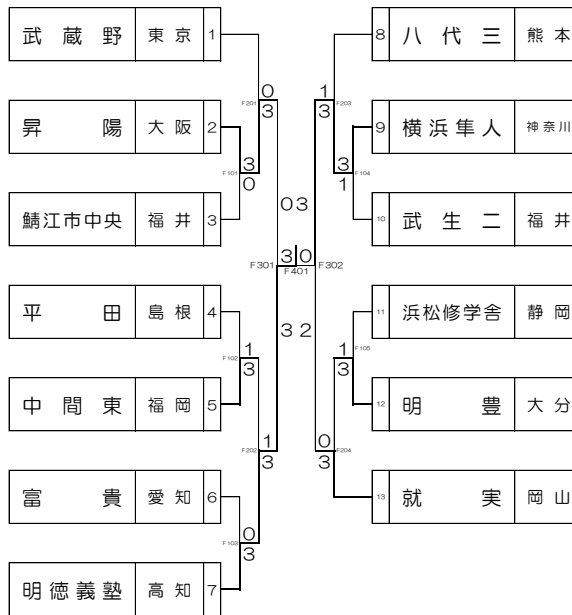 武蔵野 東京 1
昇陽 大阪 2
鯖江市中央 福井 3
平田 島根 4
中間東 福岡 5
富貴 愛知 6
明徳義塾 高知 7
8 八代三 熊本
9 横浜隼人 神奈川
10 武生二 福井
11 浜松修学舎 静岡
12 明豊 大分
13 就実 岡山
F201 0 3
F101 3 0
F102 1 3
F202 1 3
F103 0 3
F203 1 3
F104 3 1
F105 1 3
F204 0 3
0 3
F301 3 0 F302
F401
3 2